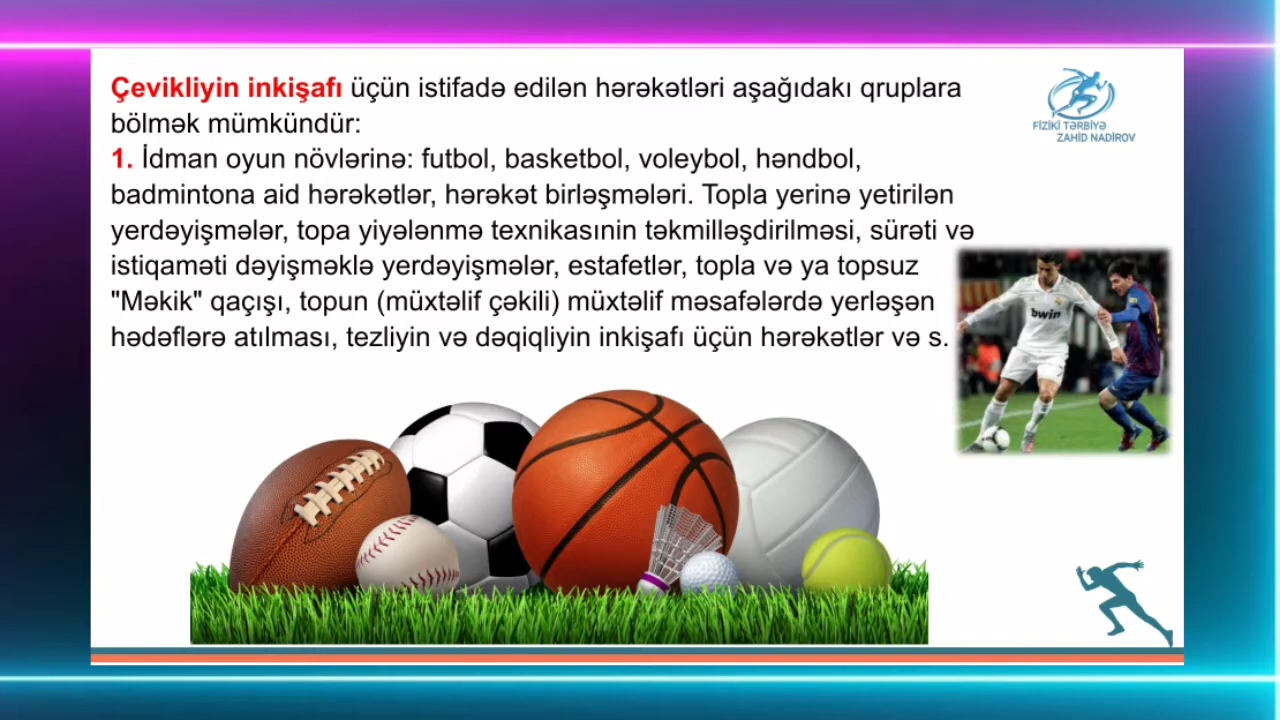 Çevikliyin inkişafı üçün istifadə edilən hərəkətləri aşağıdakı qruplara
bölmək mümkündür:
1. İdman oyun növlərinə: futbol, basketbol, voleybol, həndbol,
badmintona aid hərəkətlər, hərəkət birləşmələri. Topla yerinə yetirilən
yerdəyişmələr, topa yiyələnmə texnikasının təkmilləşdirilməsi, sürəti və
istiqaməti dəyişməklə yerdəyişmələr, estafetlər, topla və ya topsuz
"Məkik" qaçışı, topun (müxtəlif çəkili) müxtəlif məsafələrdə yerləşən
hədəflərə atılması, tezliyin və dəqiqliyin inkişafı üçün hərəkətlər və s.
FİZİKİ TƏRBİYƏ
ZAHİD NADİROV
bwin